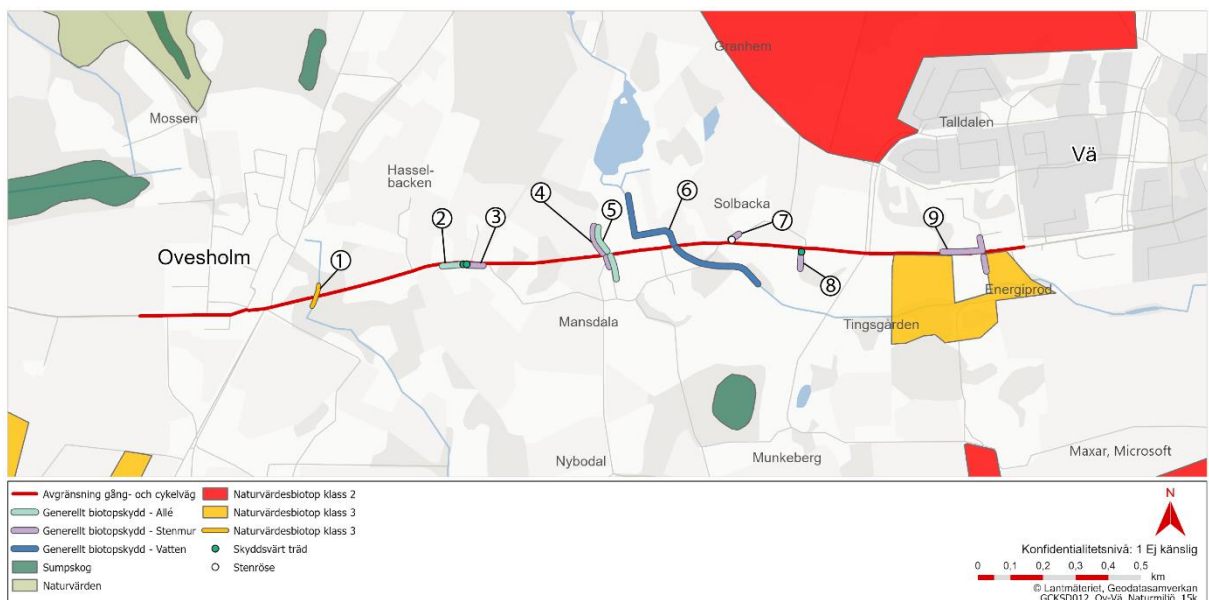 Granhem
Mossen
Talldalen
Vä
Hassel-
backen
④
⑤
⑥
Solbacka
⑦
②
③
⑨
Ovesholm
①
⑧
Energiprod
Mansdala
Tingsgården
Nybodal
Munkeberg
Maxar, Microsoft
Avgränsning gång- och cykelväg
Generellt biotopskydd - Allé
Generellt biotopskydd - Stenmur
Generellt biotopskydd - Vatten
Sumpskog
Naturvärden
Naturvärdesbiotop klass 2
Naturvärdesbiotop klass 3
Naturvärdesbiotop klass 3
Skyddsvärt träd
Stenröse
N
Konfidentialitetsnivå: 1 Ej känslig
0 0,1 0,2 0,3 0,4 0,5
km
© Lantmäteriet, Geodatasamverkan
GCKSD012_Ov-Vä_Naturmiljö_15k